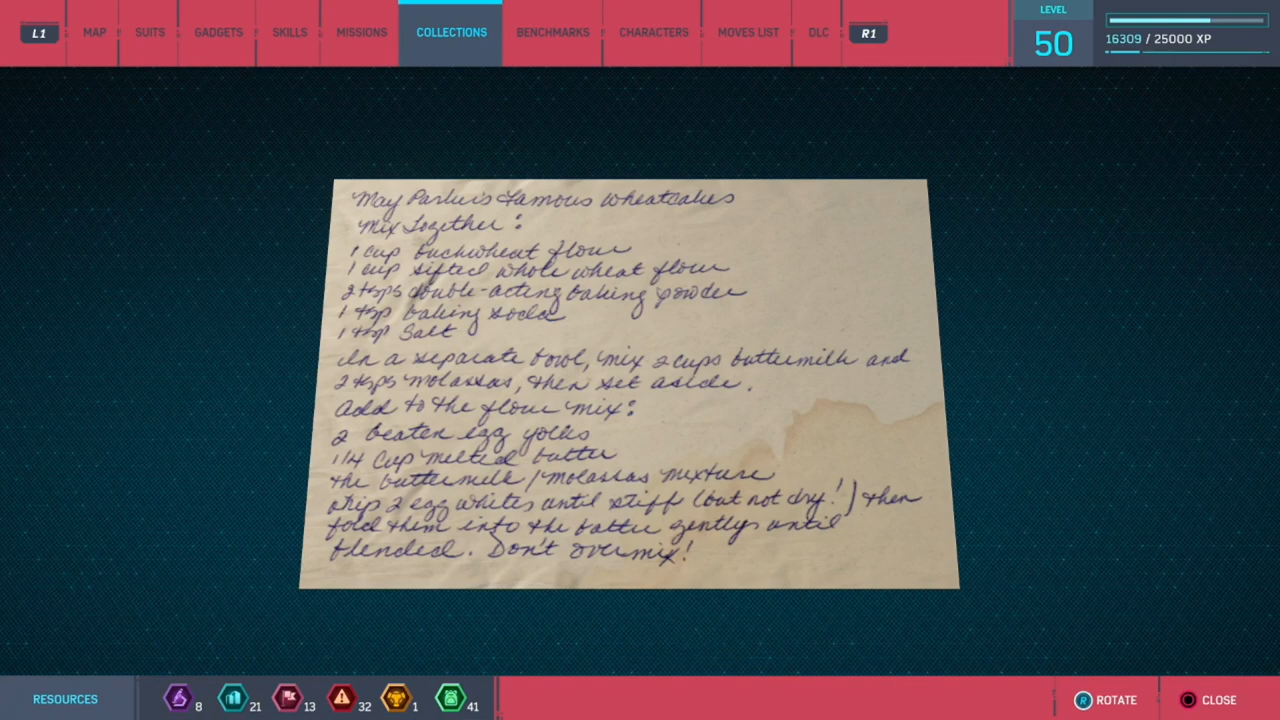 L1 MAP SUITS GADGETS SKILLS MISSIONS COLLECTIONS BENCHMARKS CHARACTERS MOVES LIST DLC R1
LEVEL
50
16309 / 25000 XP
May Parker's Famous Wheatcakes
Mix Together:
1 cup buckwheat flour
1 cup sifted whole wheat flour
2 tsps double-acting baking powder
1 tsp baking soda
1 tsp Salt
In a separate bowl, mix 2 cups buttermilk and
2 tsps molassas, then set aside.
Add to the flour mix:
2 beaten egg yolks
1/4 cup melted butter
the buttermilk/molassas mixture
whip 2 egg whites until stiff (but not dry!) then
fold them into the batter gently until
blended. Don't overmix!
RESOURCES 8 21 13 32 1 41
R ROTATE CLOSE